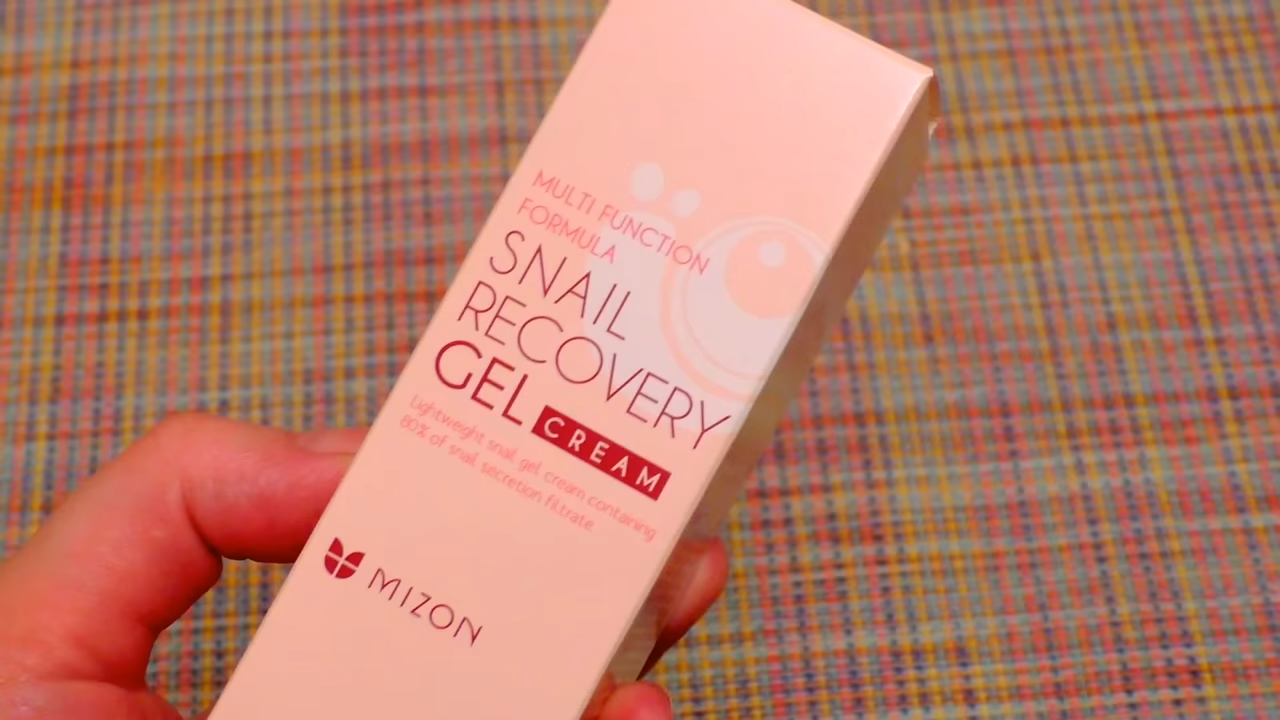 MULTI FUNCTION
FORMULA
SNAIL
RECOVERY
GEL CREAM
Lightweight snail gel cream containing
80% of snail secretion filtrate
MIZON